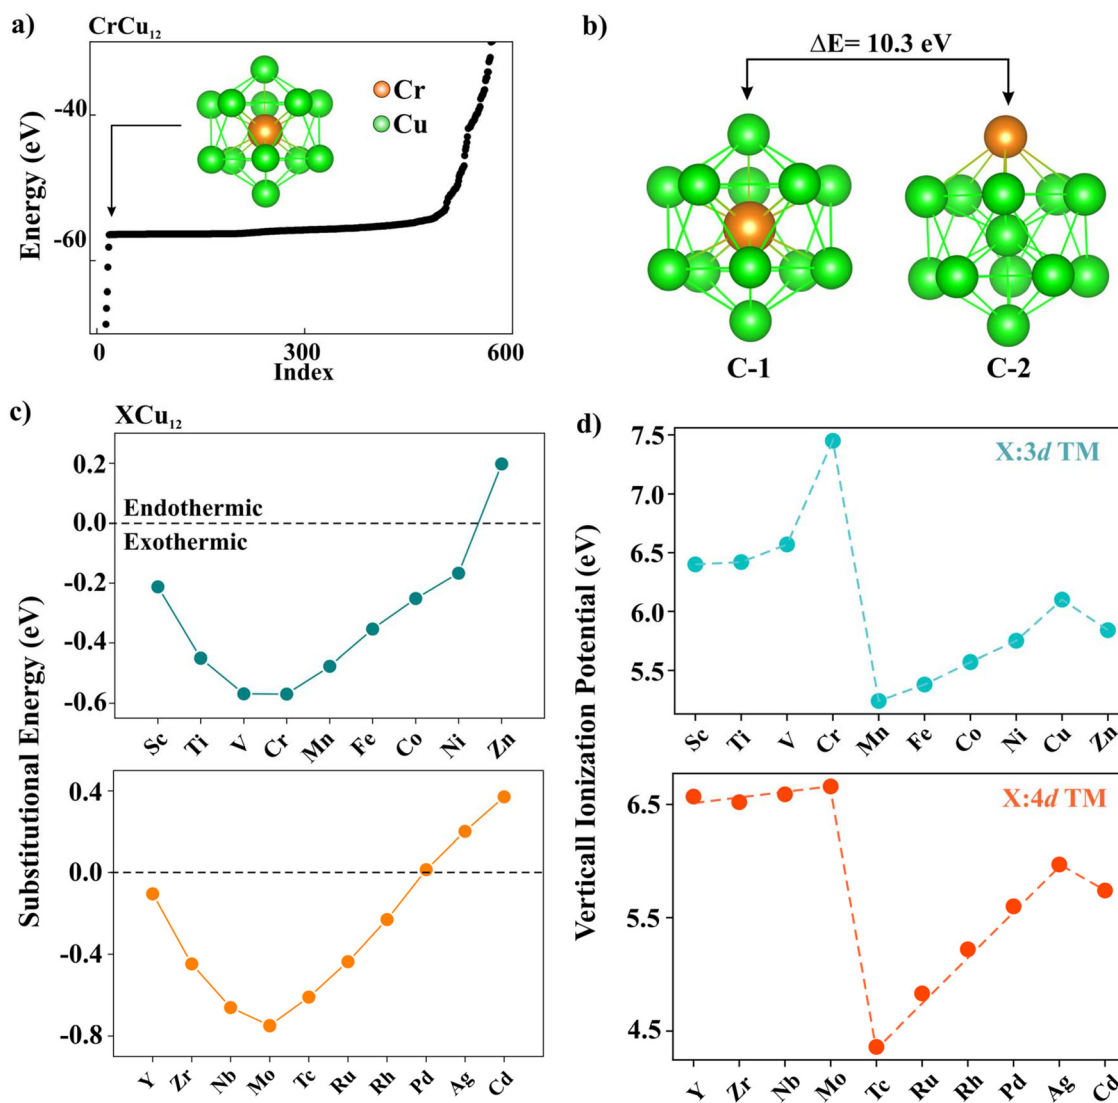 a)
CrCu₁₂
Energy (eV)
-40
-60
Cr
Cu
0
300
600
Index
b)
ΔE= 10.3 eV
C-1
C-2
c)
XCu₁₂
Substitutional Energy (eV)
0.2
0.0
-0.2
-0.4
-0.6
Endothermic
Exothermic
Sc Ti V Cr Mn Fe Co Ni Zn
0.4
0.0
-0.4
-0.8
Y Zr Nb Mo Tc Ru Rh Pd Ag Cd
d)
Verticall Ionization Potential (eV)
X:3d TM
7.5
7.0
6.5
6.0
5.5
Sc Ti V Cr Mn Fe Co Ni Cu Zn
X:4d TM
6.5
5.5
4.5
Y Zr Nb Mo Tc Ru Rh Pd Ag Cd